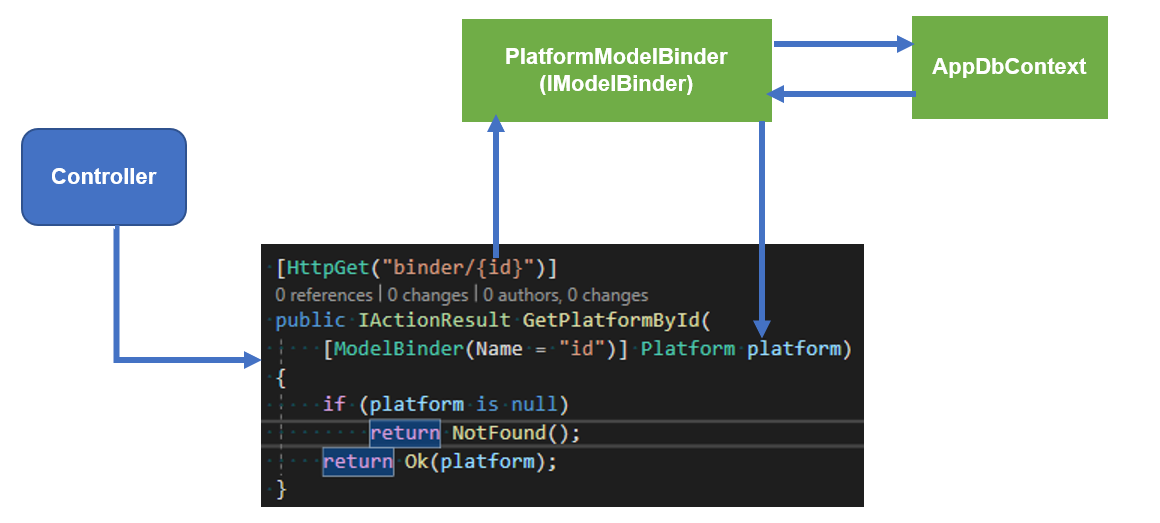 PlatformModelBinder
(IModelBinder)
AppDbContext
Controller
[HttpGet("binder/{id}")]
0 references | 0 changes | 0 authors, 0 changes
public IActionResult GetPlatformById(
[ModelBinder(Name = "id")] Platform platform)
{
if (platform is null)
return NotFound();
return Ok(platform);
}